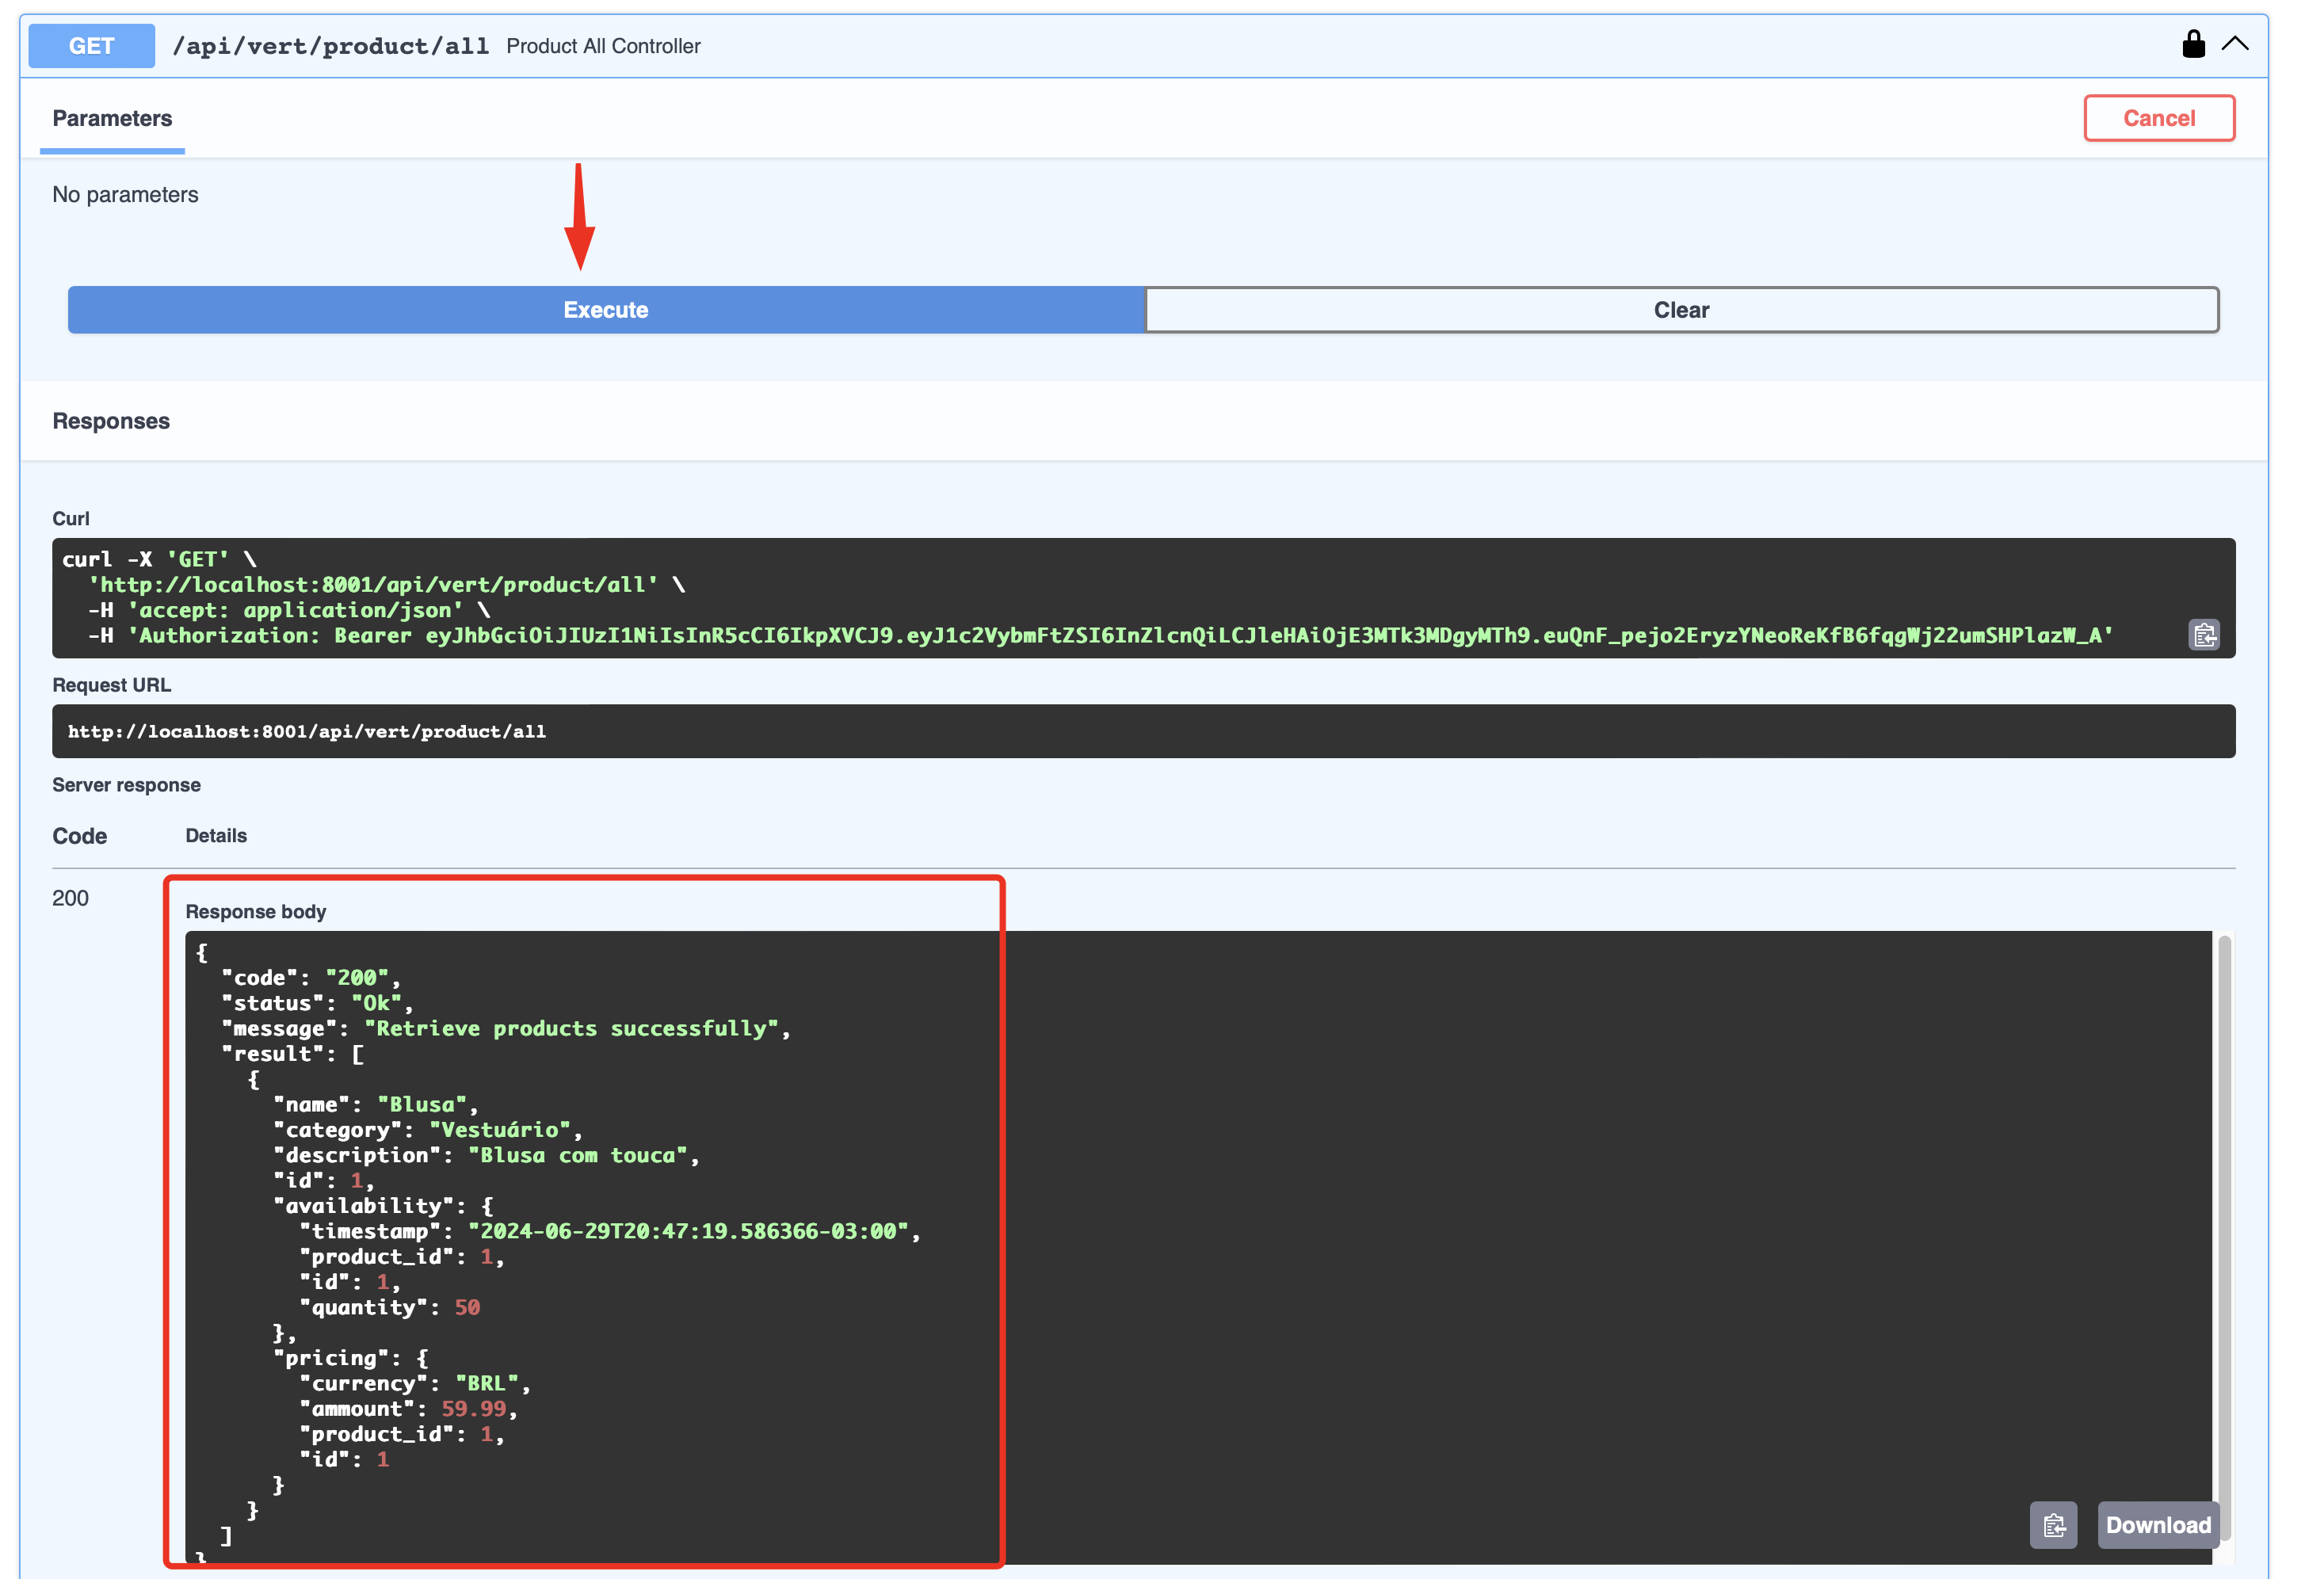 GET /api/vert/product/all Product All Controller
Parameters
Cancel
No parameters
Execute
Clear
Responses
Curl
curl -X 'GET' \
  'http://localhost:8001/api/vert/product/all' \
  -H 'accept: application/json' \
  -H 'Authorization: Bearer eyJhbGciOiJIUzI1NiIsInR5cCI6IkpXVCJ9.eyJ1c2VybmFtZSI6InZlcnQiLCJleHAiOjE3MTk3MDgyMTh9.euQnF_pejo2EryzYNeoReKfB6fqgWj22umSHPlazW_A'
Request URL
http://localhost:8001/api/vert/product/all
Server response
Code Details
200
Response body
{
  "code": "200",
  "status": "Ok",
  "message": "Retrieve products successfully",
  "result": [
    {
      "name": "Blusa",
      "category": "Vestuário",
      "description": "Blusa com touca",
      "id": 1,
      "availability": {
        "timestamp": "2024-06-29T20:47:19.586366-03:00",
        "product_id": 1,
        "id": 1,
        "quantity": 50
      },
      "pricing": {
        "currency": "BRL",
        "ammount": 59.99,
        "product_id": 1,
        "id": 1
      }
    }
  ]
}
Download